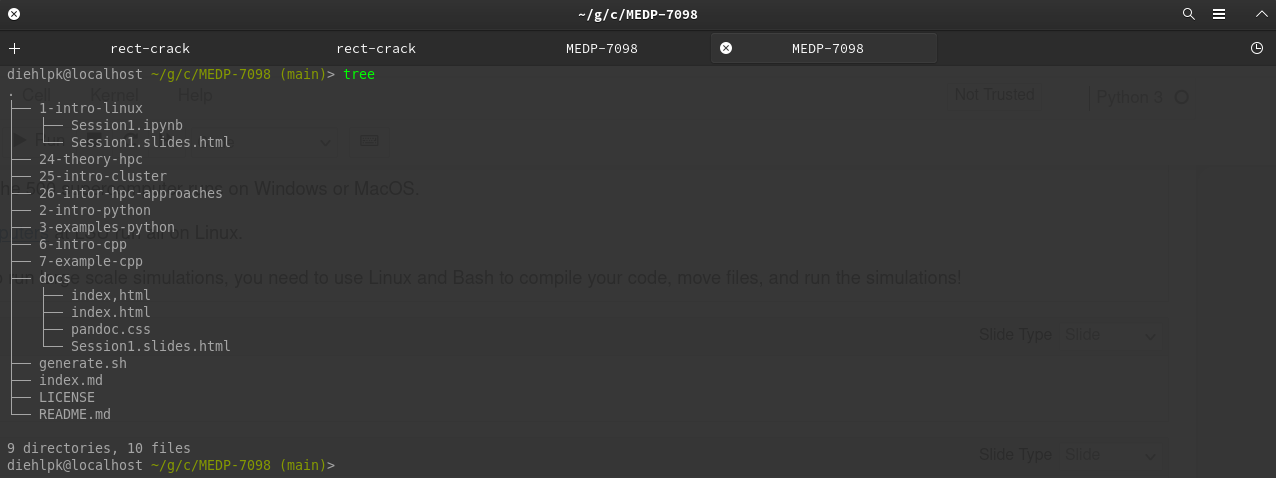 ~/g/c/MEDP-7098
rect-crack rect-crack MEDP-7098 MEDP-7098
diehlpk@localhost ~/g/c/MEDP-7098 (main)> tree
.
Cell Kernel Help Not Trusted Python 3
├── 1-intro-linux
│   ├── Session1.ipynb
Run
│   └── Session1.slides.html
├── 24-theory-hpc
├── 25-intro-cluster
├── 26-intor-hpc-approaches
on Windows or MacOS.
├── 2-intro-python
├── 3-examples-python
all on Linux.
├── 6-intro-cpp
├── 7-example-cpp
├── docs
scale simulations, you need to use Linux and Bash to compile your code, move files, and run the simulations!
│   ├── index,html
│   ├── index.html
│   ├── pandoc.css
Slide Type Slide
│   └── Session1.slides.html
├── generate.sh
├── index.md
├── LICENSE
└── README.md
9 directories, 10 files
Slide Type Slide
diehlpk@localhost ~/g/c/MEDP-7098 (main)>